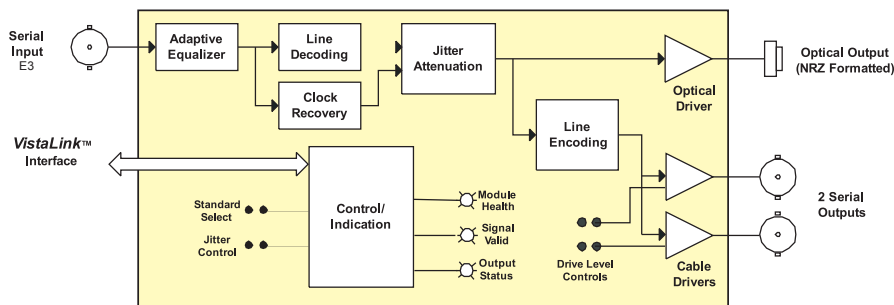 Serial
Input
E3
Adaptive
Equalizer
Line
Decoding
Clock
Recovery
Jitter
Attenuation
Optical
Driver
Optical Output
(NRZ Formatted)
Line
Encoding
VistaLink™
Interface
Control/
Indication
Standard
Select
Jitter
Control
Module
Health
Signal
Valid
Output
Status
Drive Level
Controls
Cable
Drivers
2 Serial
Outputs